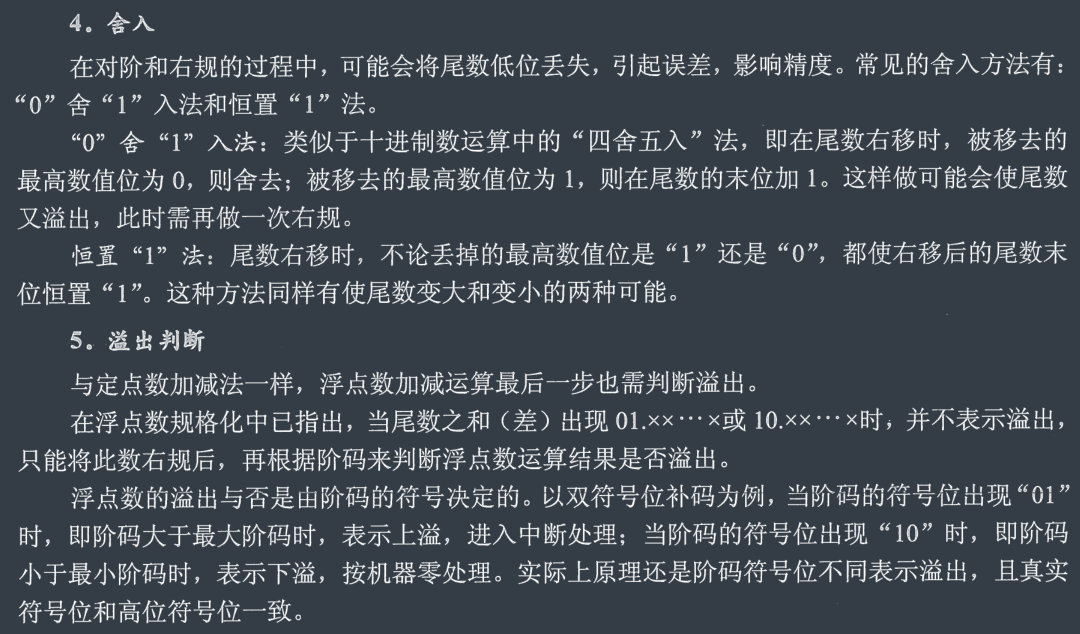 4. 舍入
在对阶和右规的过程中，可能会将尾数低位丢失，引起误差，影响精度。常见的舍入方法有：
“0”舍“1”入法和恒置“1”法。
“0”舍“1”入法：类似于十进制数运算中的“四舍五入”法，即在尾数右移时，被移去的
最高数值位为 0，则舍去；被移去的最高数值位为 1，则在尾数的末位加 1。这样做可能会使尾数
又溢出，此时需再做一次右规。
恒置“1”法：尾数右移时，不论丢掉的最高数值位是“1”还是“0”，都使右移后的尾数末
位恒置“1”。这种方法同样有使尾数变大和变小的两种可能。
5. 溢出判断
与定点数加减法一样，浮点数加减运算最后一步也需判断溢出。
在浮点数规格化中已指出，当尾数之和（差）出现 01.××…×或 10.××…×时，并不表示溢出，
只能将此数右规后，再根据阶码来判断浮点数运算结果是否溢出。
浮点数的溢出与否是由阶码的符号决定的。以双符号位补码为例，当阶码的符号位出现“01”
时，即阶码大于最大阶码时，表示上溢，进入中断处理；当阶码的符号位出现“10”时，即阶码
小于最小阶码时，表示下溢，按机器零处理。实际上原理还是阶码符号位不同表示溢出，且真实
符号位和高位符号位一致。